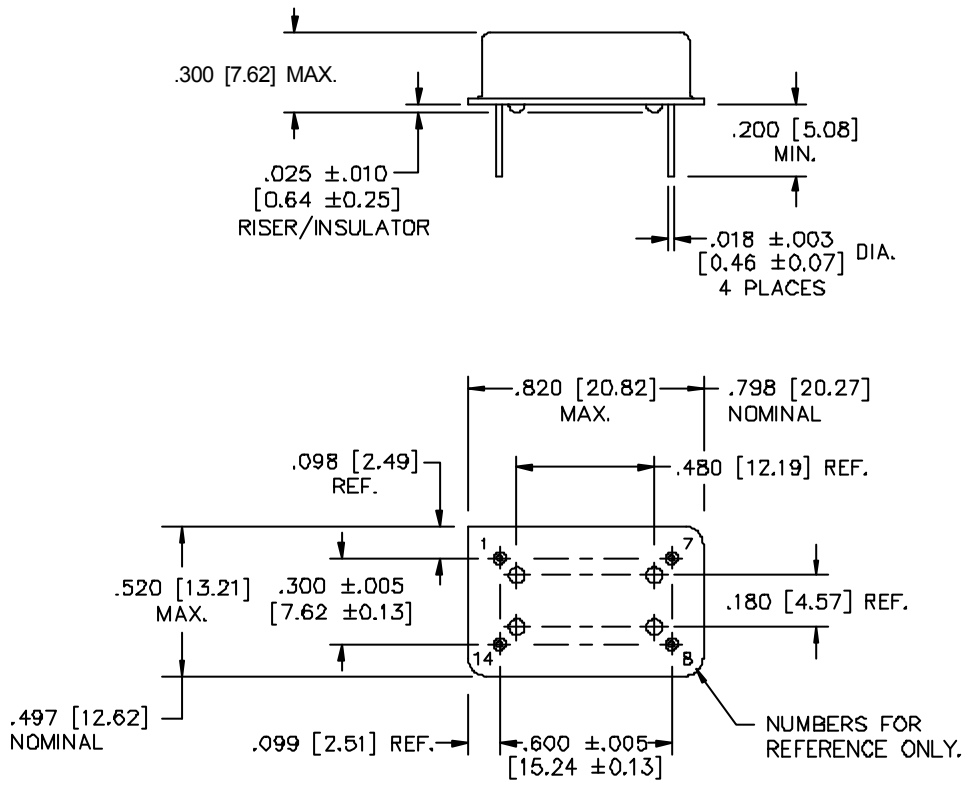 .300 [7.62] MAX.
.200 [5.08]
MIN.
.025 ±.010
[0.64 ±0.25]
RISER/INSULATOR
.018 ±.003
[0.46 ±0.07]
DIA.
4 PLACES
.820 [20.82]
MAX.
.798 [20.27]
NOMINAL
.098 [2.49]
REF.
.480 [12.19] REF.
1
7
.520 [13.21]
MAX.
.300 ±.005
[7.62 ±0.13]
.180 [4.57] REF.
14
8
.497 [12.62]
NOMINAL
.099 [2.51] REF.
.600 ±.005
[15.24 ±0.13]
NUMBERS FOR
REFERENCE ONLY.